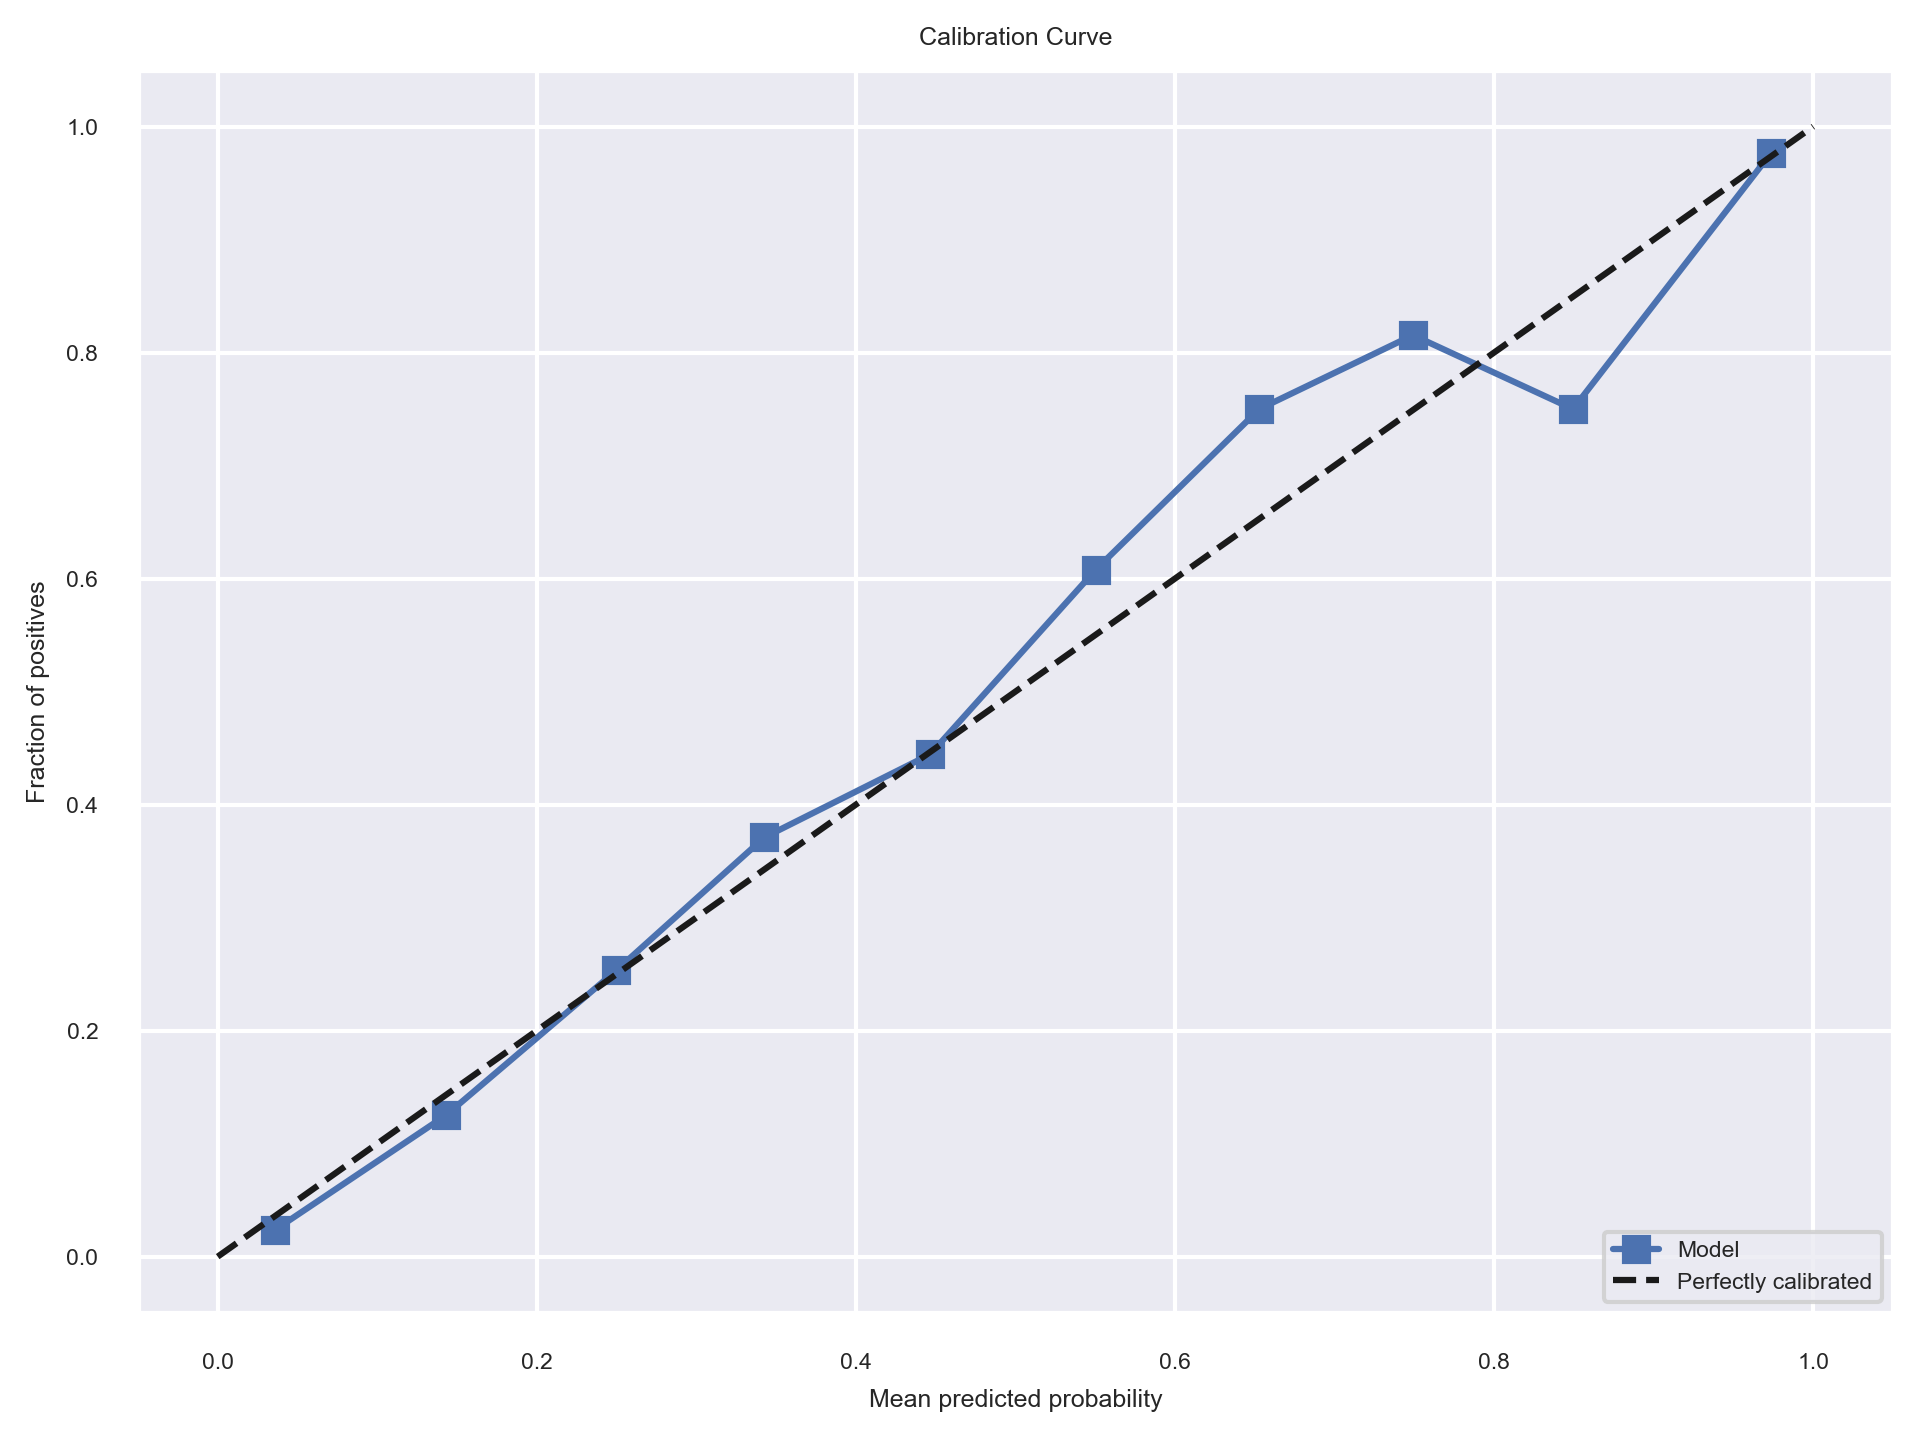 Calibration Curve
1.0
0.8
0.6
0.4
0.2
0.0
Fraction of positives
0.0 0.2 0.4 0.6 0.8 1.0
Mean predicted probability
Model
Perfectly calibrated